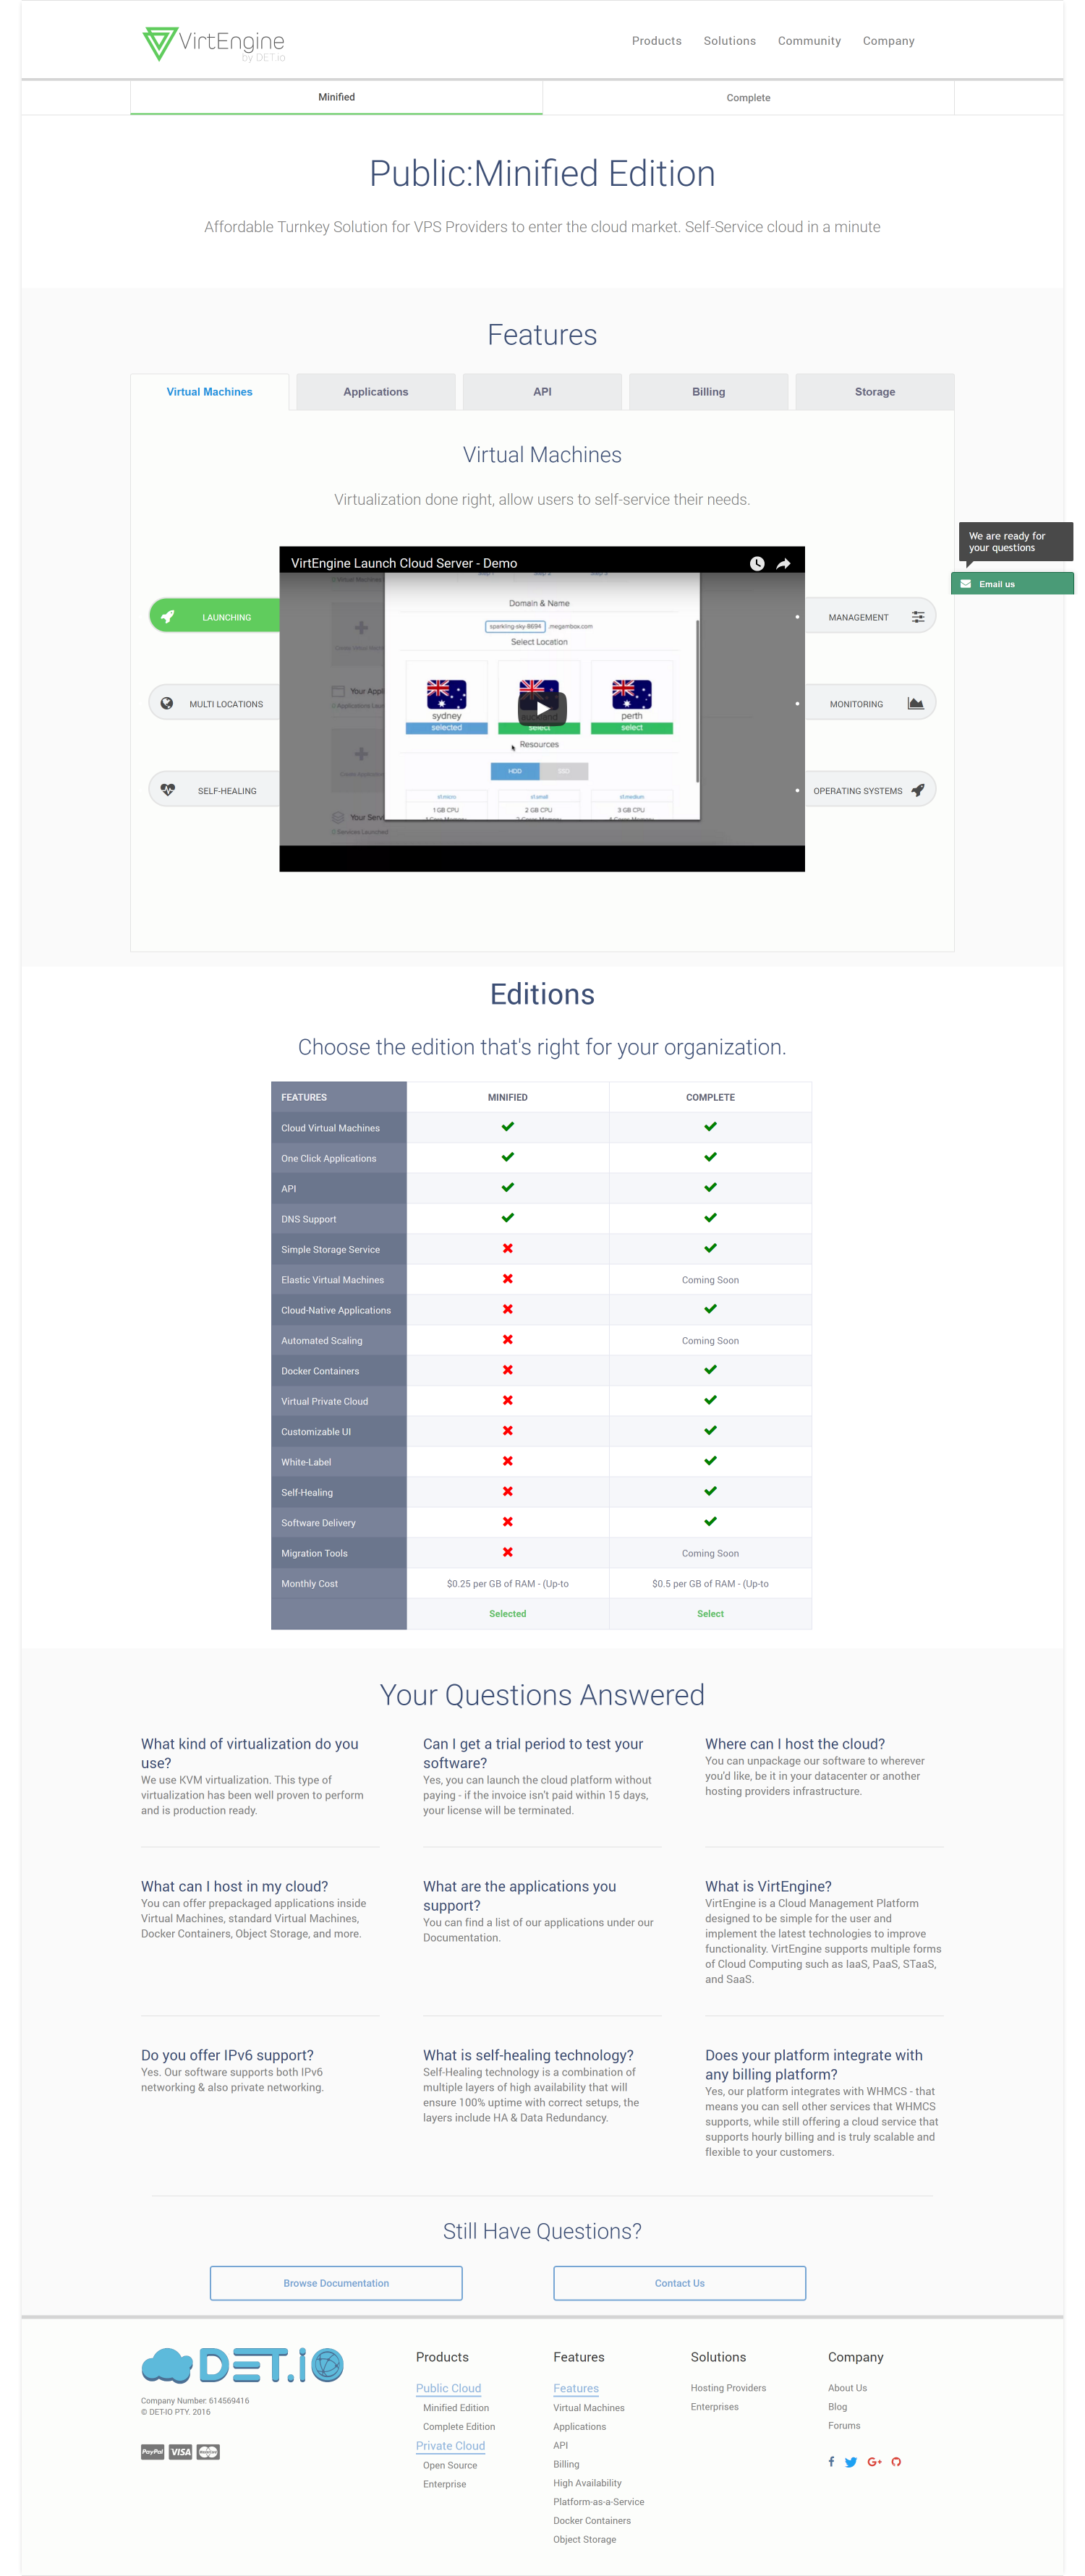 VirtEngine
by DET.io
Products Solutions Community Company
Minified Complete
Public:Minified Edition
Affordable Turnkey Solution for VPS Providers to enter the cloud market. Self-Service cloud in a minute
Features
Virtual Machines Applications API Billing Storage
Virtual Machines
Virtualization done right, allow users to self-service their needs.
We are ready for
your questions
Email us
VirtEngine Launch Cloud Server - Demo
Domain & Name
sparkling-sky-8694 .megambox.com
Select Location
sydney
selected
select
perth
select
Resources
HDD SSD
1 GB CPU 2 GB CPU 3 GB CPU
Your Appl
Your Serv
0 Services Launched
LAUNCHING
MULTI LOCATIONS
SELF-HEALING
MANAGEMENT
MONITORING
OPERATING SYSTEMS
Editions
Choose the edition that's right for your organization.
FEATURES MINIFIED COMPLETE
Cloud Virtual Machines
One Click Applications
API
DNS Support
Simple Storage Service
Elastic Virtual Machines Coming Soon
Cloud-Native Applications
Automated Scaling Coming Soon
Docker Containers
Virtual Private Cloud
Customizable UI
White-Label
Self-Healing
Software Delivery
Migration Tools Coming Soon
Monthly Cost $0.25 per GB of RAM - (Up-to $0.5 per GB of RAM - (Up-to
Selected Select
Your Questions Answered
What kind of virtualization do you
use?
We use KVM virtualization. This type of
virtualization has been well proven to perform
and is production ready.
Can I get a trial period to test your
software?
Yes, you can launch the cloud platform without
paying - if the invoice isn't paid within 15 days,
your license will be terminated.
Where can I host the cloud?
You can unpackage our software to wherever
you'd like, be it in your datacenter or another
hosting providers infrastructure.
What can I host in my cloud?
You can offer prepackaged applications inside
Virtual Machines, standard Virtual Machines,
Docker Containers, Object Storage, and more.
What are the applications you
support?
You can find a list of our applications under our
Documentation.
What is VirtEngine?
VirtEngine is a Cloud Management Platform
designed to be simple for the user and
implement the latest technologies to improve
functionality. VirtEngine supports multiple forms
of Cloud Computing such as IaaS, PaaS, STaaS,
and SaaS.
Do you offer IPv6 support?
Yes. Our software supports both IPv6
networking & also private networking.
What is self-healing technology?
Self-Healing technology is a combination of
multiple layers of high availability that will
ensure 100% uptime with correct setups, the
layers include HA & Data Redundancy.
Does your platform integrate with
any billing platform?
Yes, our platform integrates with WHMCS - that
means you can sell other services that WHMCS
supports, while still offering a cloud service that
supports hourly billing and is truly scalable and
flexible to your customers.
Still Have Questions?
Browse Documentation Contact Us
DET.iO
Company Number: 614569416
© DET-IO PTY. 2016
PayPal VISA
Products
Public Cloud
Minified Edition
Complete Edition
Private Cloud
Open Source
Enterprise
Features
Features
Virtual Machines
Applications
API
Billing
High Availability
Platform-as-a-Service
Docker Containers
Object Storage
Solutions
Hosting Providers
Enterprises
Company
About Us
Blog
Forums